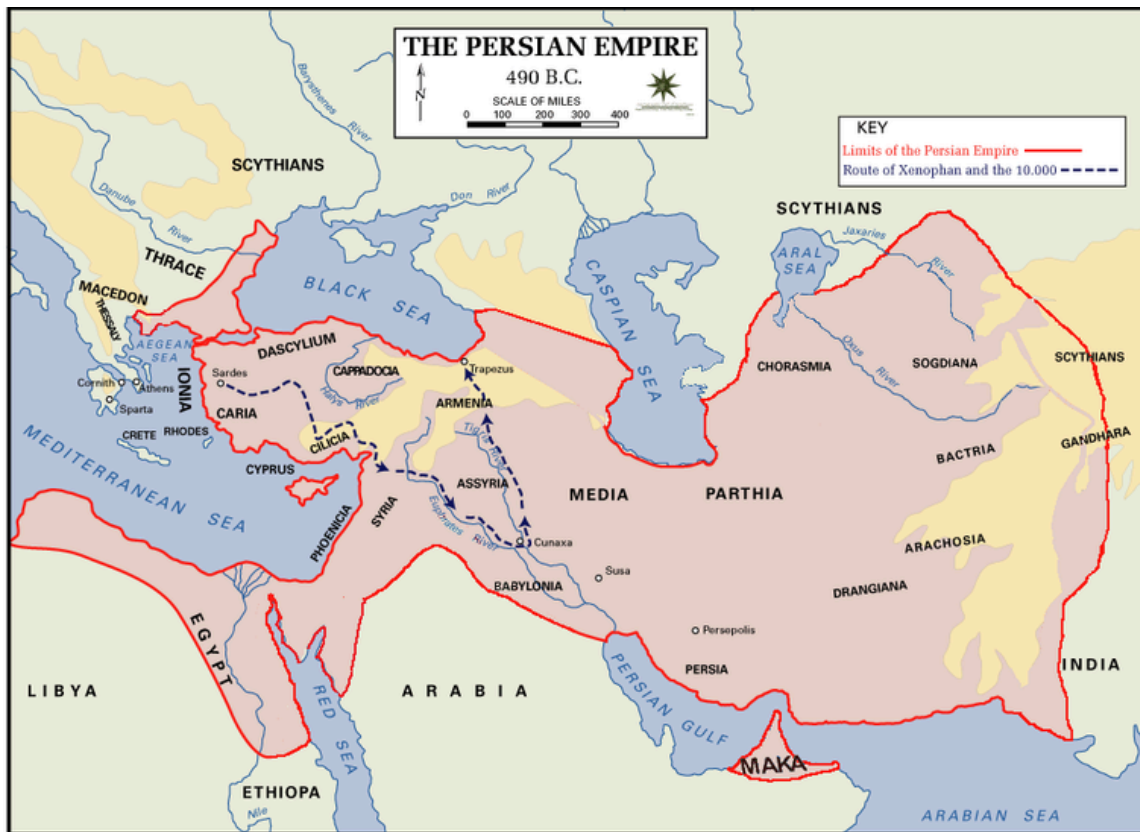 THE PERSIAN EMPIRE
490 B.C.
N
SCALE OF MILES
0 100 200 300 400
KEY
Limits of the Persian Empire
Route of Xenophan and the 10.000
Borysthenes River
SCYTHIANS
Danube River
Don River
THRACE
MACEDON
THESSALY
AEGEAN SEA
BLACK SEA
CASPIAN SEA
SCYTHIANS
Jaxaries River
ARAL SEA
Oxus River
CHORASMIA
SOGDIANA
SCYTHIANS
DASCYLIUM
CAPPADOCIA
Halys River
Trapezus
Sardes
IONIA
Cornith
Athens
Sparta
CARIA
ARMENIA
CRETE
RHODES
CILICIA
Tigris River
GANDHARA
BACTRIA
MEDITERRANEAN SEA
CYPRUS
ASSYRIA
MEDIA
PARTHIA
SYRIA
PHOENICIA
Euphrates River
Cunaxa
ARACHOSIA
BABYLONIA
Susa
DRANGIANA
EGYPT
Persepolis
PERSIA
INDIA
LIBYA
ARABIA
RED SEA
PERSIAN GULF
MAKA
ETHIOPA
Nile
ARABIAN SEA